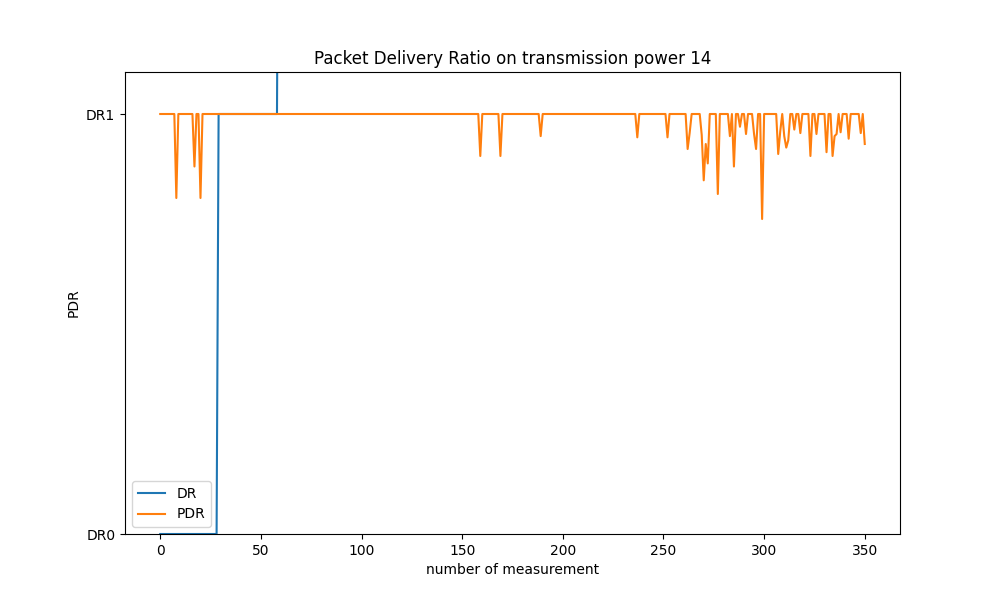 Packet Delivery Ratio on transmission power 14
DR1
PDR
DR0
DR
PDR
0 50 100 150 200 250 300 350
number of measurement